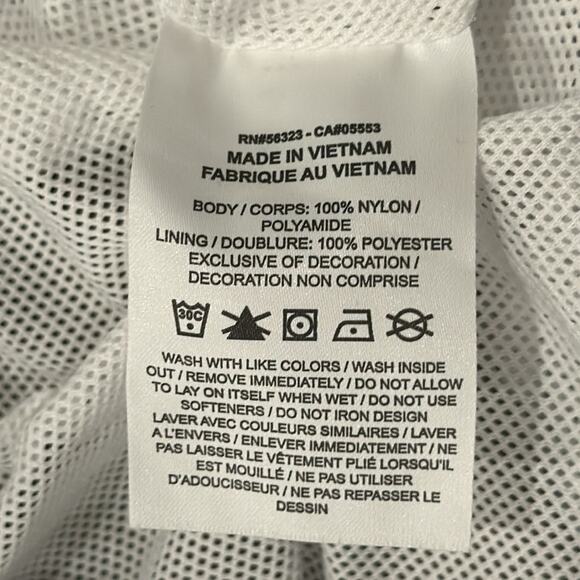 RN#56323 - CA#05553
MADE IN VIETNAM
FABRIQUE AU VIETNAM
BODY / CORPS: 100% NYLON /
POLYAMIDE
LINING / DOUBLURE: 100% POLYESTER
EXCLUSIVE OF DECORATION /
DECORATION NON COMPRISE
30C
WASH WITH LIKE COLORS / WASH INSIDE
OUT / REMOVE IMMEDIATELY / DO NOT ALLOW
TO LAY ON ITSELF WHEN WET / DO NOT USE
SOFTENERS / DO NOT IRON DESIGN
LAVER AVEC COULEURS SIMILAIRES / LAVER
A L'ENVERS / ENLEVER IMMEDIATEMENT / NE
PAS LAISSER LE VÊTEMENT PLIÉ LORSQU'IL
EST MOUILLÉ / NE PAS UTILISER
D'ADOUCISSEUR / NE PAS REPASSER LE
DESSIN